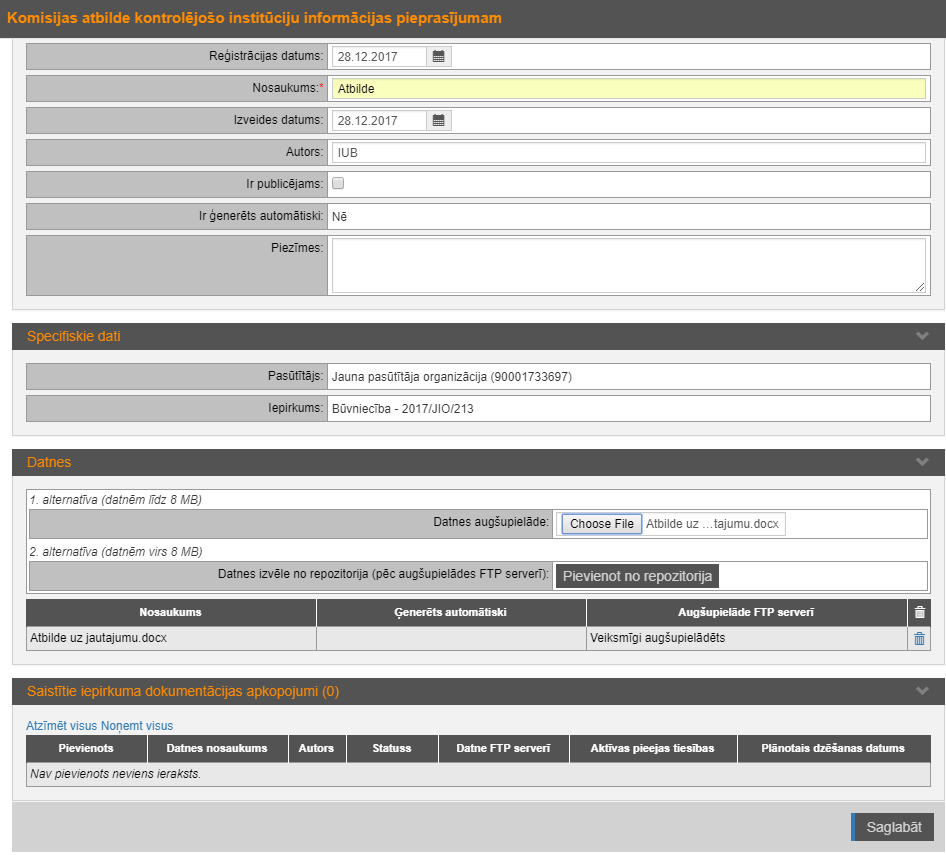 Komisijas atbilde kontrolējošo institūciju informācijas pieprasījumam
Reģistrācijas datums: 28.12.2017
Nosaukums:* Atbilde
Izveides datums: 28.12.2017
Autors: IUB
Ir publicējams:
Ir ģenerēts automātiski: Nē
Piezīmes:
Specifiskie dati
Pasūtītājs: Jauna pasūtītāja organizācija (90001733697)
Iepirkums: Būvniecība - 2017/JIO/213
Datnes
1. alternatīva (datnēm līdz 8 MB)
Datnes augšupielāde: Choose File Atbilde uz ...tajumu.docx
2. alternatīva (datnēm virs 8 MB)
Datnes izvēle no repozitorija (pēc augšupielādes FTP serverī): Pievienot no repozitorija
Nosaukums Ģenerēts automātiski Augšupielāde FTP serverī
Atbilde uz jautajumu.docx Veiksmīgi augšupielādēts
Saistītie iepirkuma dokumentācijas apkopojumi (0)
Atzīmēt visus Noņemt visus
Pievienots Datnes nosaukums Autors Statuss Datne FTP serverī Aktīvas pieejas tiesības Plānotais dzēšanas datums
Nav pievienots neviens ieraksts.
Saglabāt